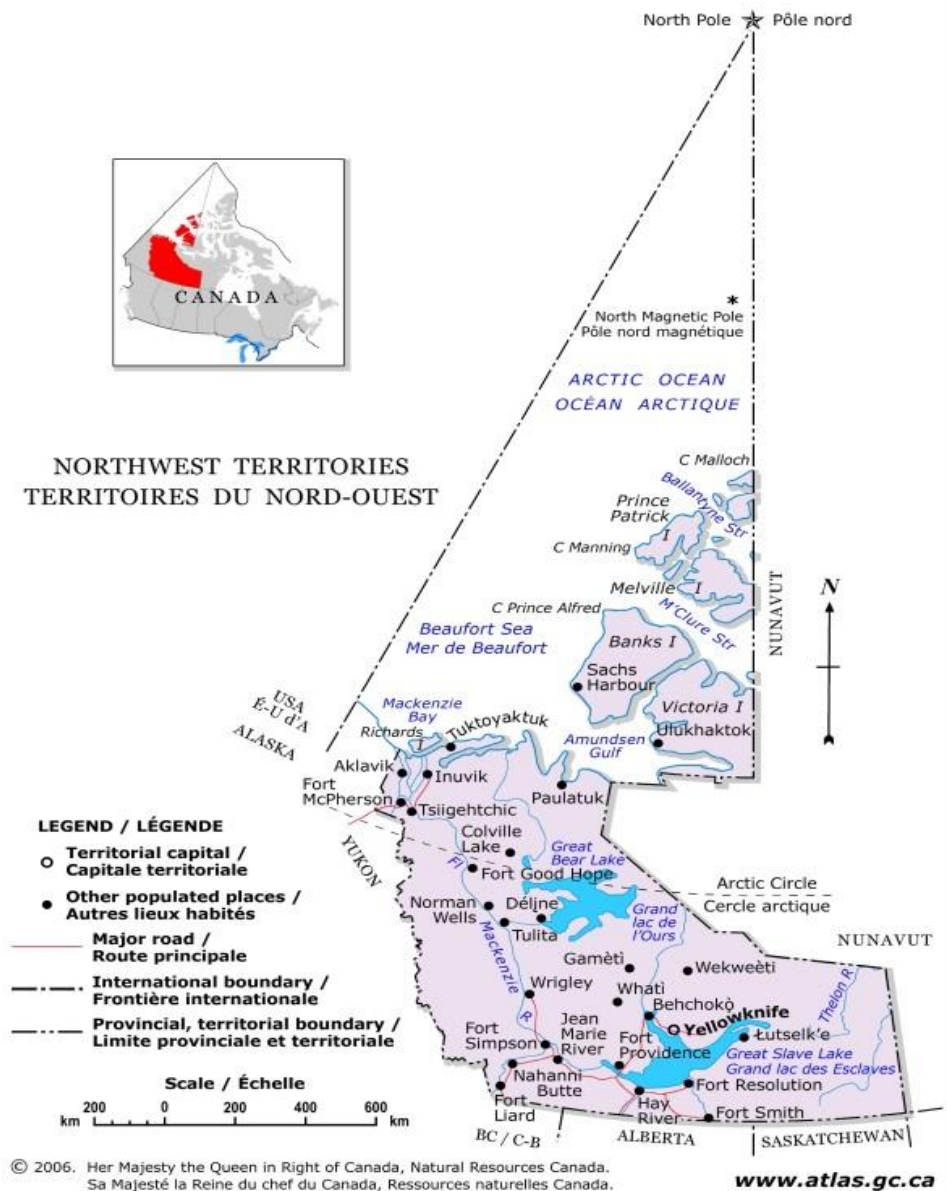 North Pole Pôle nord
CANADA
North Magnetic Pole
Pôle nord magnétique
ARCTIC OCEAN
OCÉAN ARCTIQUE
NORTHWEST TERRITORIES
TERRITOIRES DU NORD-OUEST
C Malloch
Ballantyne Str
Prince
Patrick
I
C Manning
Melville I
M'Clure Str
NUNAVUT
N
C Prince Alfred
Beaufort Sea
Mer de Beaufort
Banks I
Sachs
Harbour
Victoria I
Ulukhaktok
USA
É-U d'A
ALASKA
Mackenzie
Bay
Richards
I
Tuktoyaktuk
Amundsen
Gulf
Aklavik
Inuvik
Paulatuk
Fort
McPherson
Tsiigehtchic
YUKON
Colville
Lake
Great
Bear Lake
Fl
Fort Good Hope
Arctic Circle
Cercle arctique
Norman
Wells
Déline
Tulita
Grand
lac de
l'Ours
Mackenzie
R
NUNAVUT
Gamètì
Wekweètì
Wrigley
Whatì
Behchokò
Thelon R
Yellowknife
Fort
Simpson
Jean
Marie
River
Fort
Providence
Łutselk'e
Great Slave Lake
Grand lac des Esclaves
Nahanni
Butte
Fort Resolution
Fort
Liard
Hay
River
Fort Smith
BC / C-B
ALBERTA
SASKATCHEWAN
LEGEND / LÉGENDE
Territorial capital /
Capitale territoriale
Other populated places /
Autres lieux habités
Major road /
Route principale
International boundary /
Frontière internationale
Provincial, territorial boundary /
Limite provinciale et territoriale
Scale / Échelle
200 0 200 400 600
km km
© 2006. Her Majesty the Queen in Right of Canada, Natural Resources Canada.
Sa Majesté la Reine du chef du Canada, Ressources naturelles Canada.
www.atlas.gc.ca